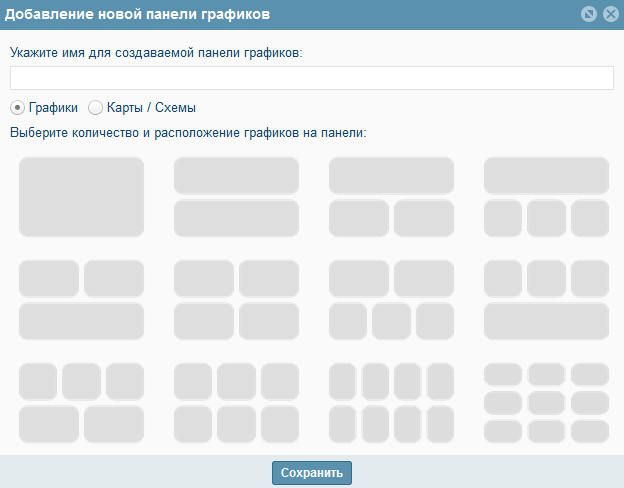 Добавление новой панели графиков
Укажите имя для создаваемой панели графиков:
Графики Карты / Схемы
Выберите количество и расположение графиков на панели:
Сохранить